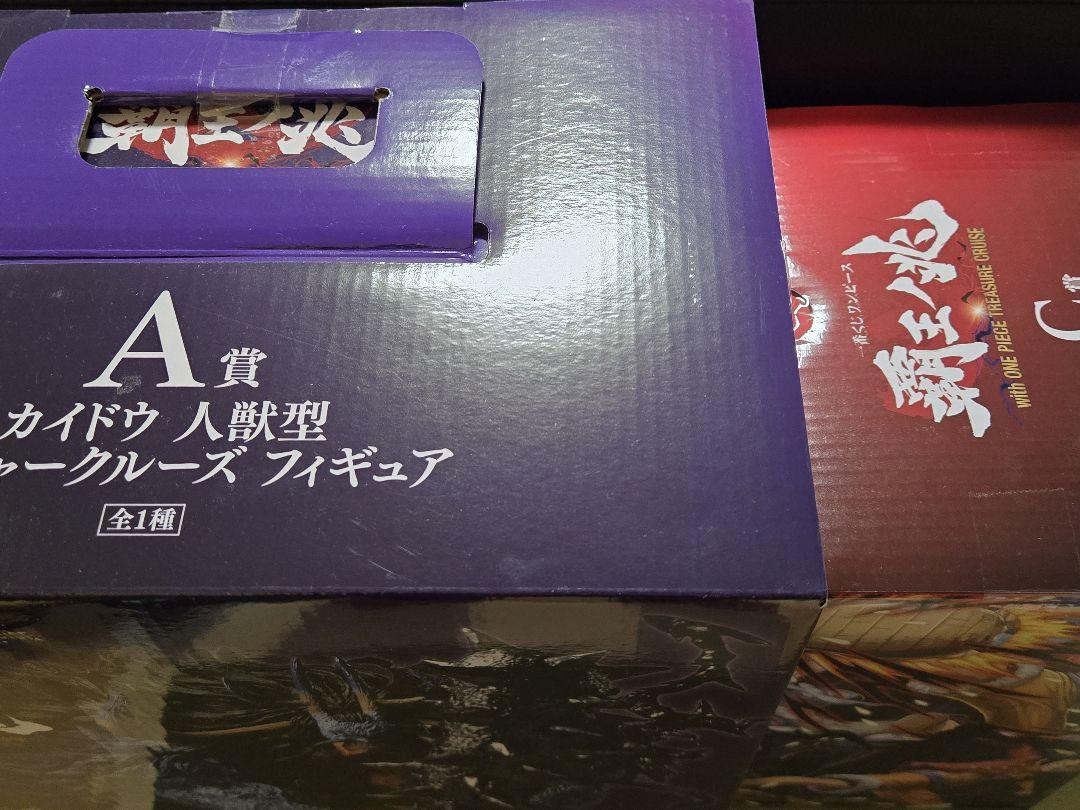 覇王ノ兆
A賞
カイドウ 人獣型
ャークルーズ フィギュア
全1種
一番くじ ワンピース
覇王ノ兆
with ONE PIECE TREASURE CRUISE
C賞